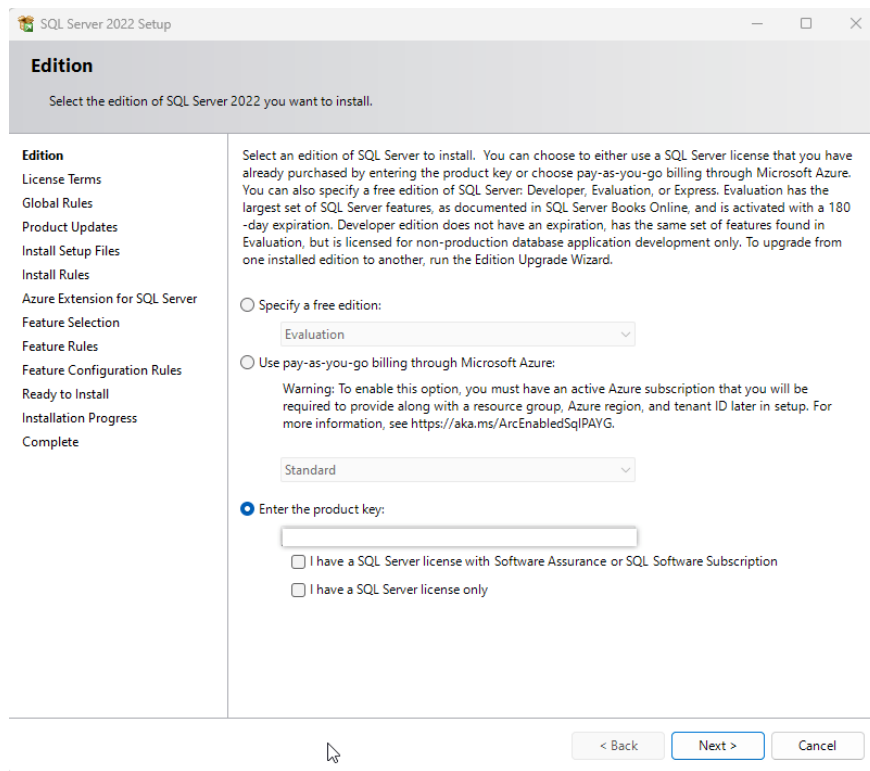 SQL Server 2022 Setup
Edition
Select the edition of SQL Server 2022 you want to install.
Edition
License Terms
Global Rules
Product Updates
Install Setup Files
Install Rules
Azure Extension for SQL Server
Feature Selection
Feature Rules
Feature Configuration Rules
Ready to Install
Installation Progress
Complete
Select an edition of SQL Server to install. You can choose to either use a SQL Server license that you have
already purchased by entering the product key or choose pay-as-you-go billing through Microsoft Azure.
You can also specify a free edition of SQL Server: Developer, Evaluation, or Express. Evaluation has the
largest set of SQL Server features, as documented in SQL Server Books Online, and is activated with a 180
-day expiration. Developer edition does not have an expiration, has the same set of features found in
Evaluation, but is licensed for non-production database application development only. To upgrade from
one installed edition to another, run the Edition Upgrade Wizard.
Specify a free edition:
Evaluation
Use pay-as-you-go billing through Microsoft Azure:
Warning: To enable this option, you must have an active Azure subscription that you will be
required to provide along with a resource group, Azure region, and tenant ID later in setup. For
more information, see https://aka.ms/ArcEnabledSqlPAYG.
Standard
Enter the product key:
I have a SQL Server license with Software Assurance or SQL Software Subscription
I have a SQL Server license only
< Back
Next >
Cancel